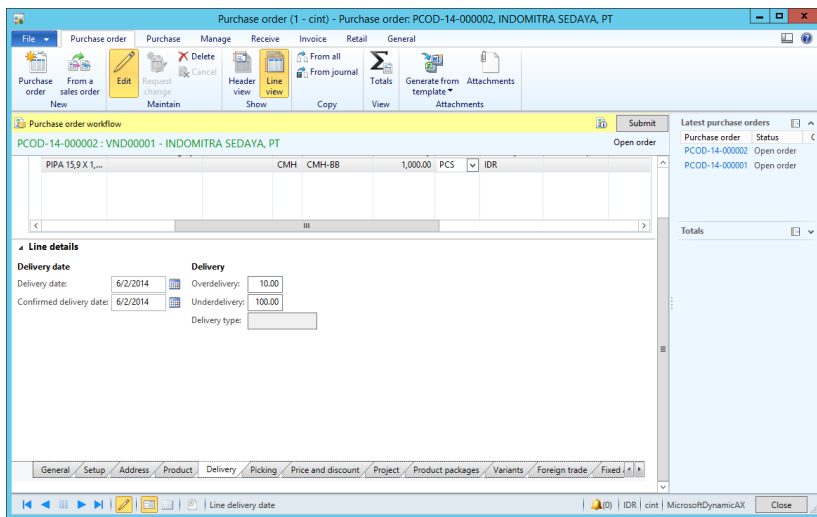 Purchase order (1 - cint) - Purchase order: PCOD-14-000002, INDOMITRA SEDAYA, PT
File Purchase order Purchase Manage Receive Invoice Retail General
Purchase order
From a sales order
New
Edit
Request change
Delete
Cancel
Maintain
Header view
Line view
Show
From all
From journal
Copy
Totals
View
Generate from template
Attachments
Attachments
Purchase order workflow
Submit
PCOD-14-000002 : VND00001 - INDOMITRA SEDAYA, PT
Open order
PIPA 15,9 X 1,... CMH CMH-BB 1,000.00 PCS IDR
Line details
Delivery date
Delivery date: 6/2/2014
Confirmed delivery date: 6/2/2014
Delivery
Overdelivery: 10.00
Underdelivery: 100.00
Delivery type:
General Setup Address Product Delivery Picking Price and discount Project Product packages Variants Foreign trade Fixed
Latest purchase orders
Purchase order Status
PCOD-14-000002 Open order
PCOD-14-000001 Open order
Totals
Line delivery date
(0) IDR cint MicrosoftDynamicAX Close